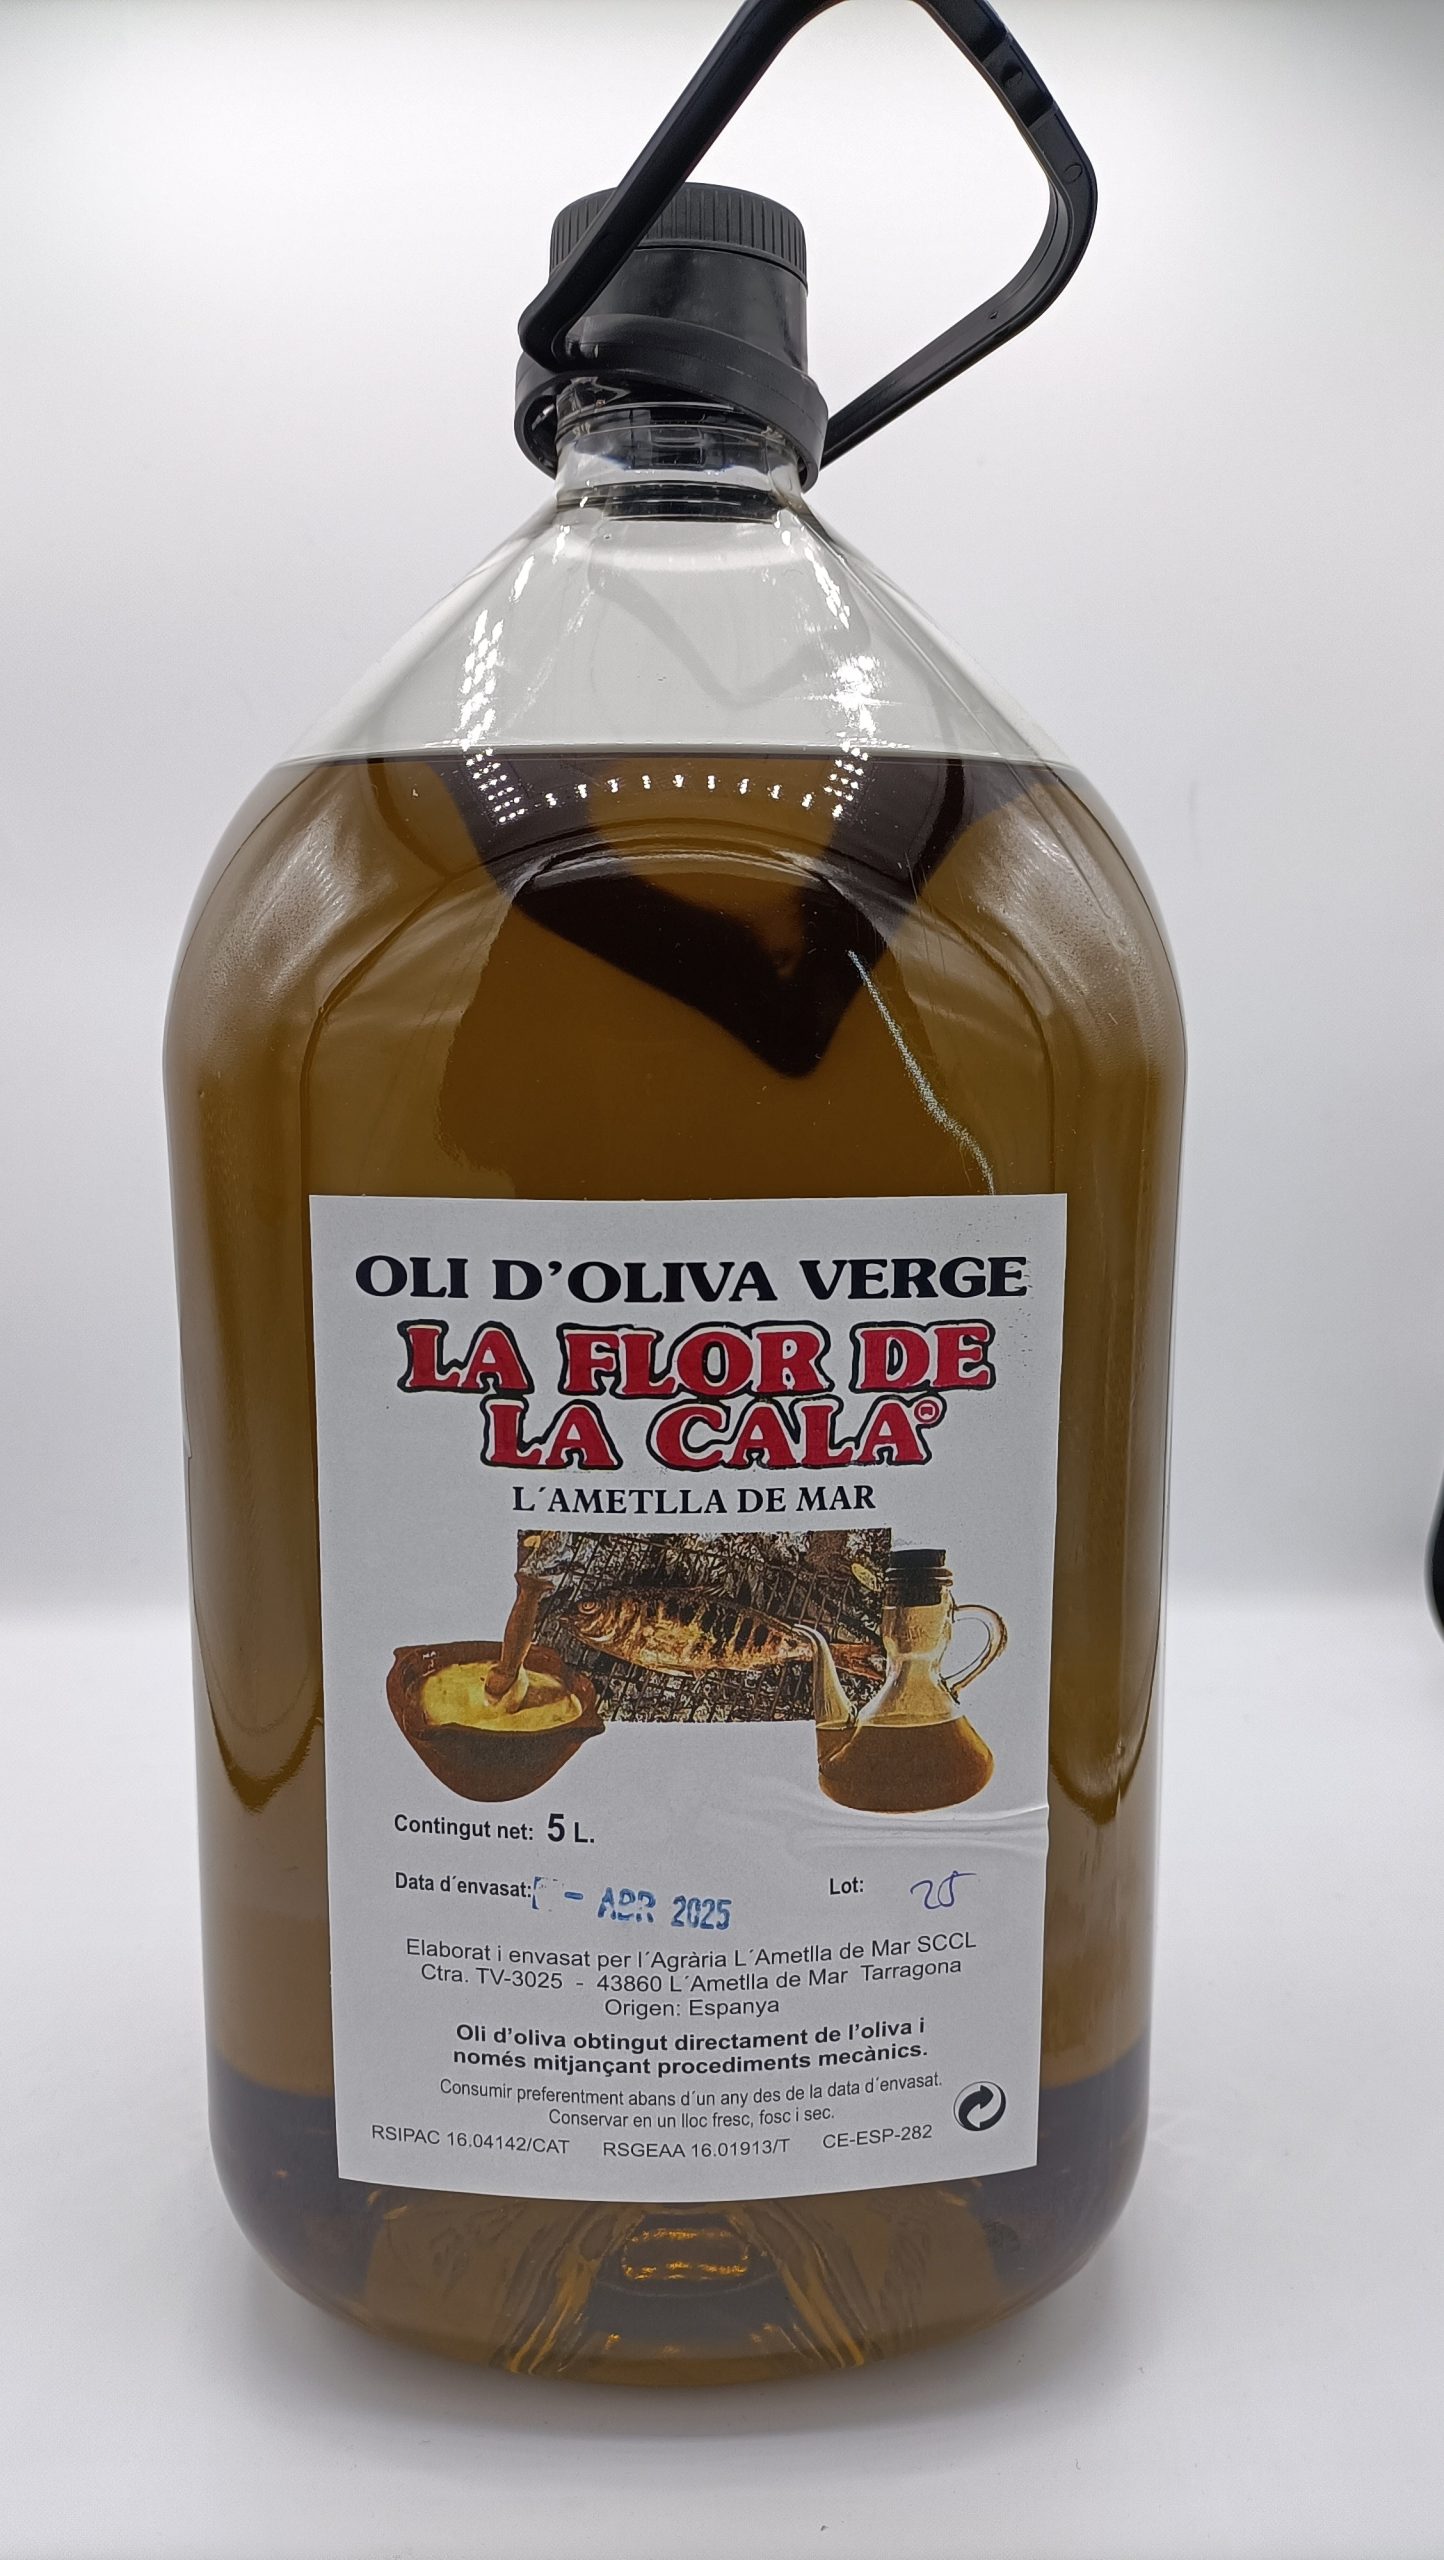 OLI D'OLIVA VERGE
LA FLOR DE
LA CALA®
L´AMETLLA DE MAR
Contingut net: 5 L.
Data d´envasat: - ABR 2025 Lot: 25
Elaborat i envasat per l´Agrària L´Ametlla de Mar SCCL
Ctra. TV-3025 - 43860 L´Ametlla de Mar Tarragona
Origen: Espanya
Oli d'oliva obtingut directament de l'oliva i
només mitjançant procediments mecànics.
Consumir preferentment abans d´un any des de la data d´envasat.
Conservar en un lloc fresc, fosc i sec.
RSIPAC 16.04142/CAT RSGEAA 16.01913/T CE-ESP-282